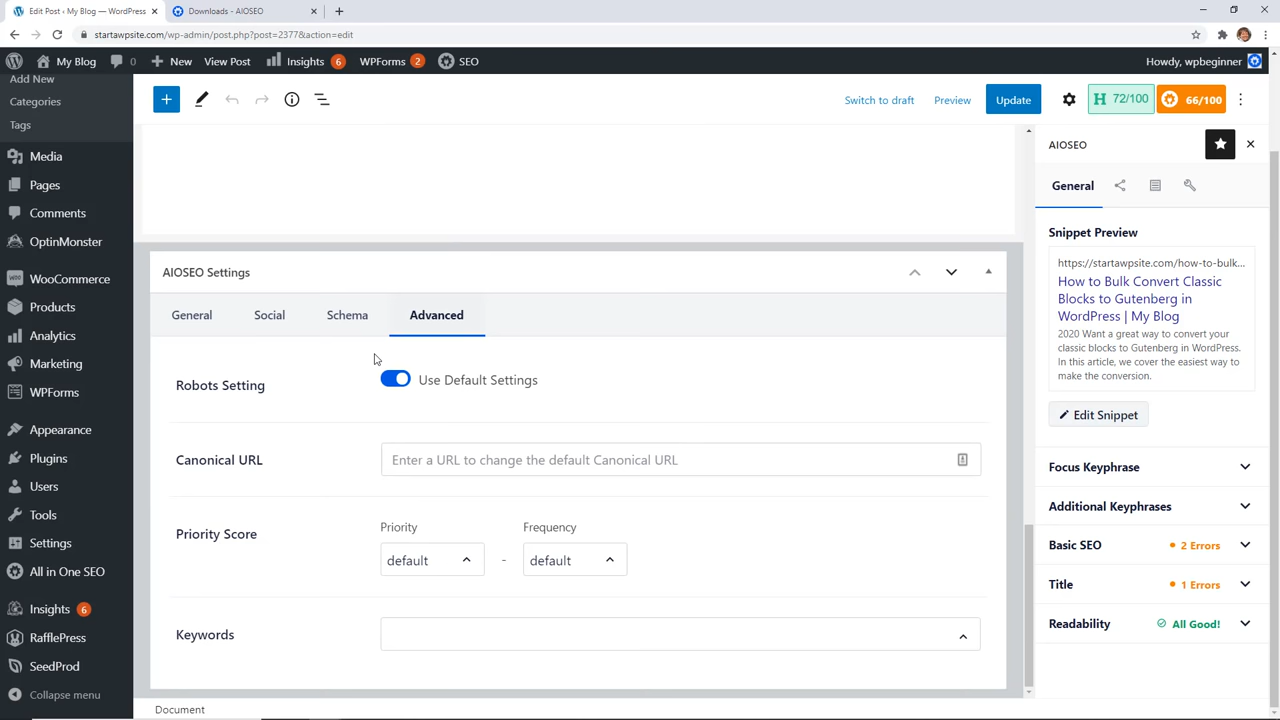 Edit Post ‹ My Blog — WordPress
Downloads - AIOSEO
startawpsite.com/wp-admin/post.php?post=2377&action=edit
My Blog 0 New View Post Insights 6 WPForms 2 SEO Howdy, wpbeginner
Add New
Categories
Tags
Media
Pages
Comments
OptinMonster
WooCommerce
Products
Analytics
Marketing
WPForms
Appearance
Plugins
Users
Tools
Settings
All in One SEO
Insights 6
RafflePress
SeedProd
Collapse menu
Switch to draft Preview Update H 72/100 66/100
AIOSEO Settings
General Social Schema Advanced
Robots Setting Use Default Settings
Canonical URL Enter a URL to change the default Canonical URL
Priority Score
Priority Frequency
default - default
Keywords
Document
AIOSEO
General
Snippet Preview
https://startawpsite.com/how-to-bulk...
How to Bulk Convert Classic
Blocks to Gutenberg in
WordPress | My Blog
2020 Want a great way to convert your
classic blocks to Gutenberg in WordPress.
In this article, we cover the easiest way to
make the conversion.
Edit Snippet
Focus Keyphrase
Additional Keyphrases
Basic SEO 2 Errors
Title 1 Errors
Readability All Good!